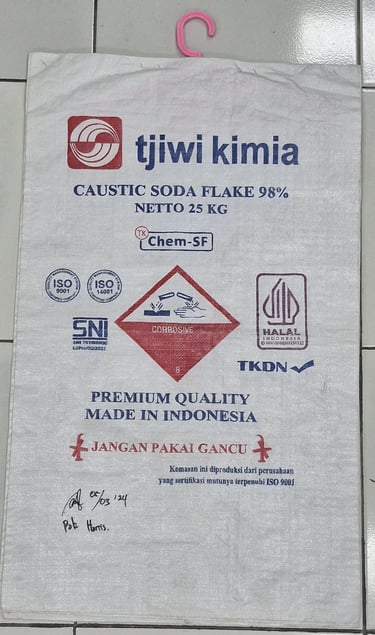 tjiwi kimia
CAUSTIC SODA FLAKE 98%
NETTO 25 KG
TK
Chem-SF
ISO
9001
ISO
14001
CORROSIVE
8
HALAL
INDONESIA
SNI
TKDN
PREMIUM QUALITY
MADE IN INDONESIA
JANGAN PAKAI GANCU
Kemasan ini diproduksi dari perusahaan
yang sertifikasi mutunya terpenuhi ISO 9001
05/03 '24
Pak Harris.